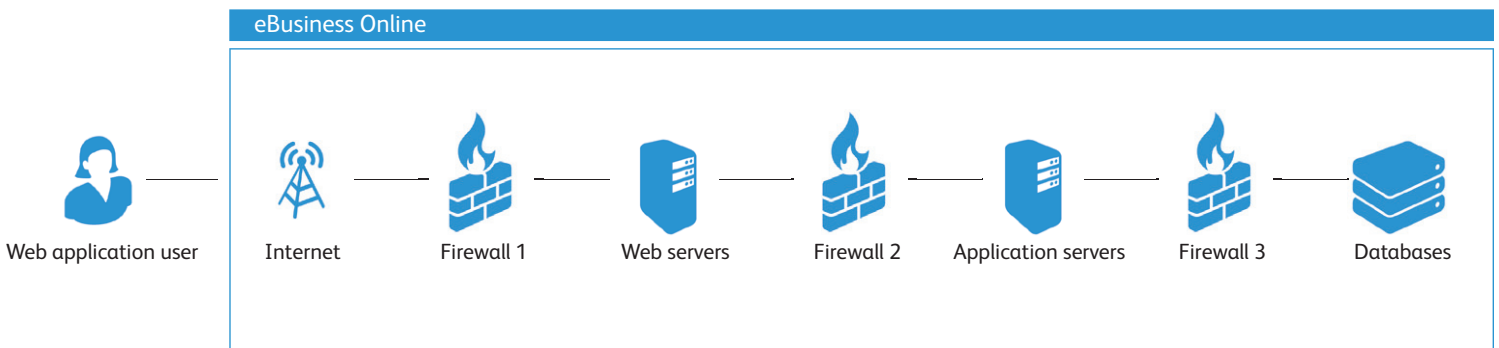 eBusiness Online
Web application user
Internet
Firewall 1
Web servers
Firewall 2
Application servers
Firewall 3
Databases